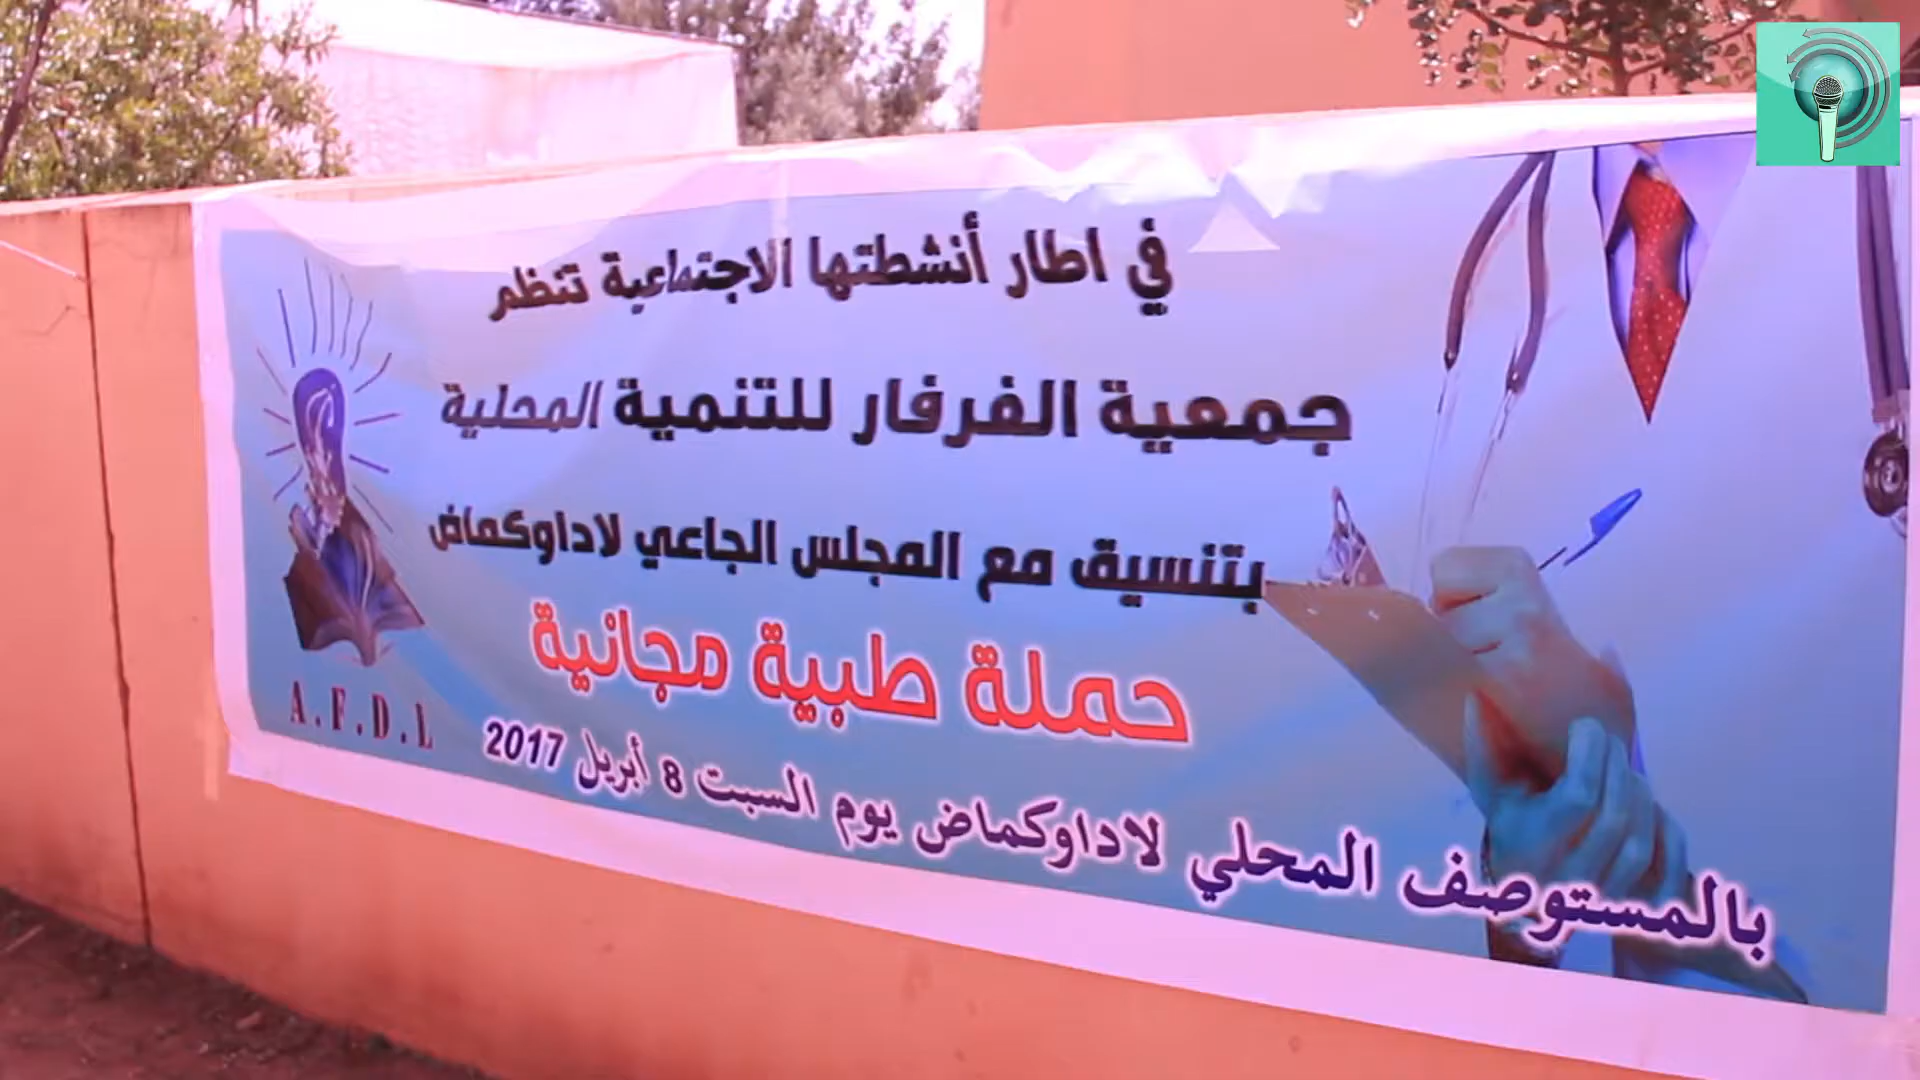 في اطار أنشطتها الاجتماعية تنظم
جمعية الفرفار للتنمية المحلية
بتنسيق مع المجلس الجاعي لاداوكماض
حملة طبية مجانية
بالمستوصف المحلي لاداوكماض يوم السبت 8 أبريل 2017
A.F.D.L